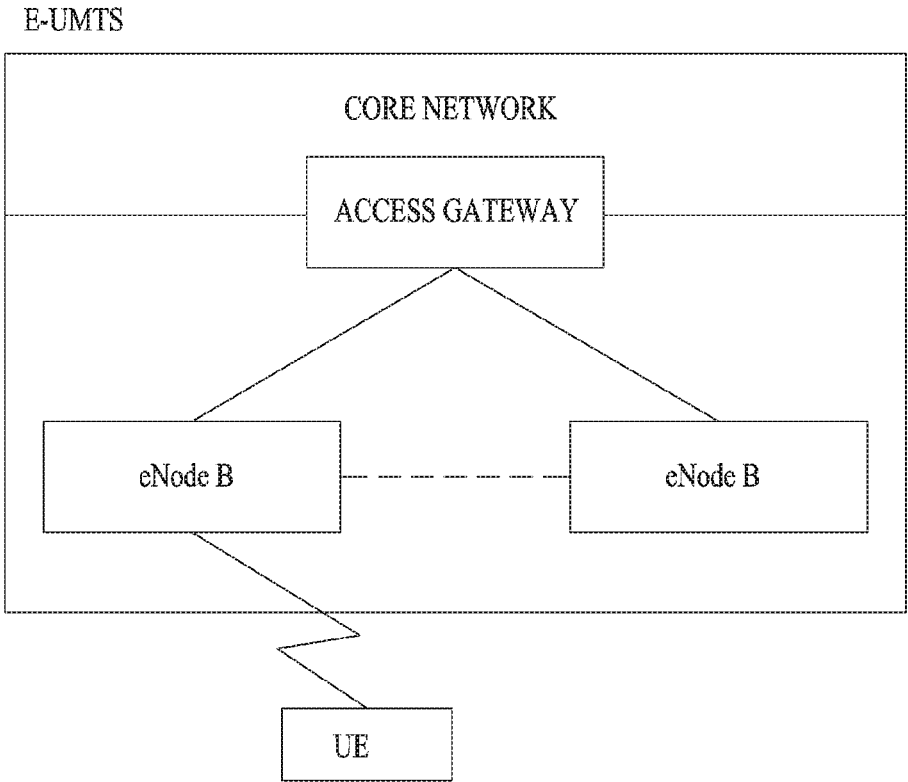 E-UMTS
CORE NETWORK
ACCESS GATEWAY
eNode B
eNode B
UE